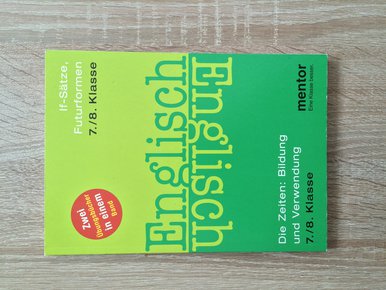 If-Sätze,
Futurformen
7./8. Klasse
Zwei
Übungsbücher
in einem
Band
Englisch
Englisch
Die Zeiten: Bildung
und Verwendung
7./8. Klasse
mentor
Eine Klasse besser.